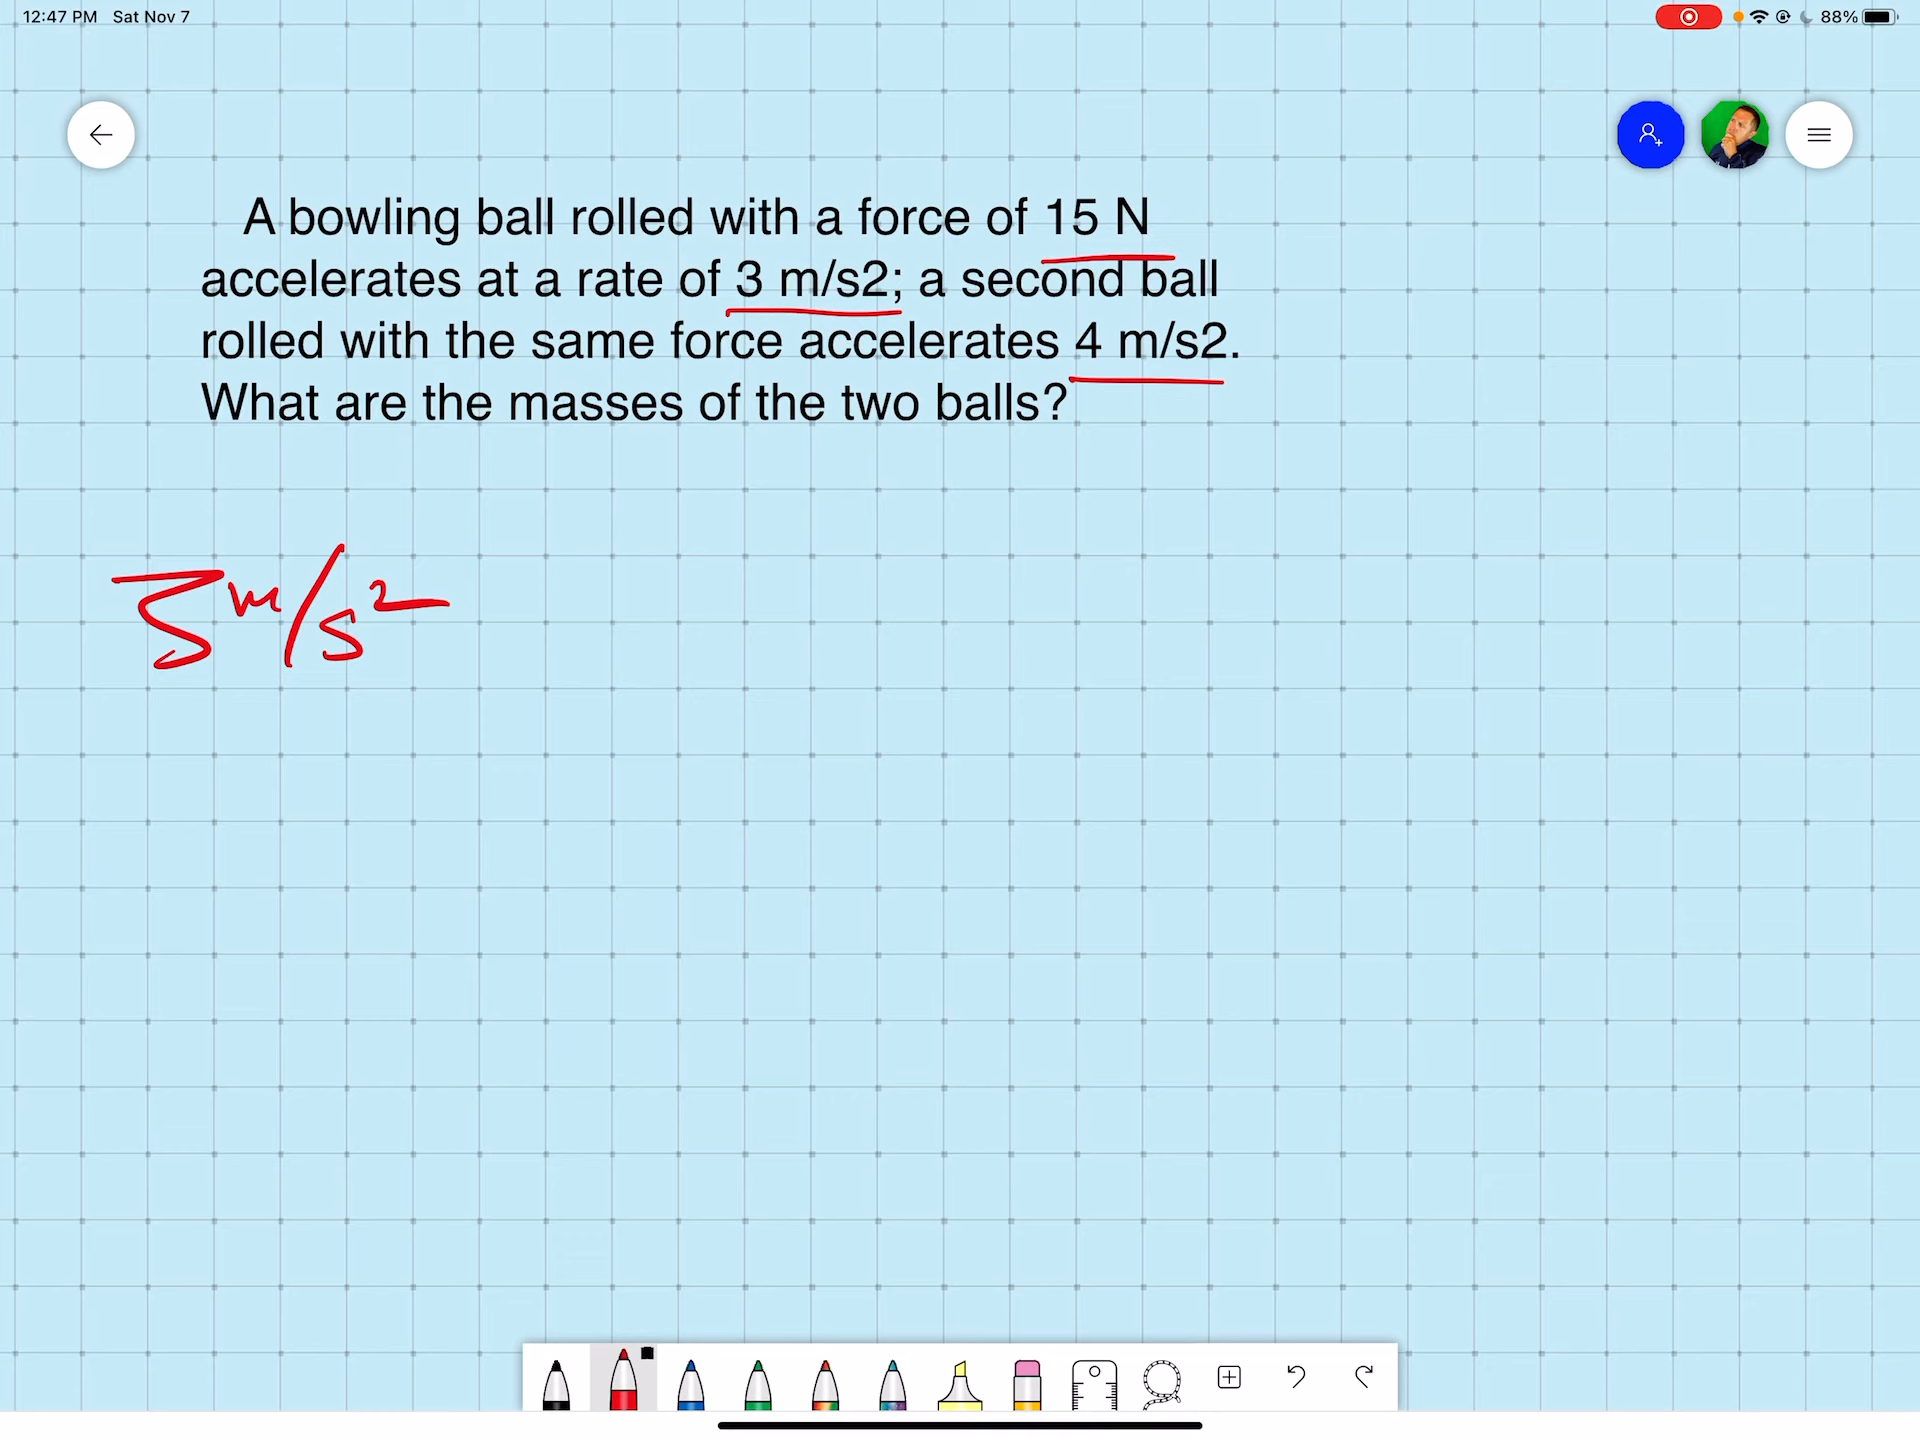 12:47 PM Sat Nov 7
88%
A bowling ball rolled with a force of 15 N
accelerates at a rate of 3 m/s2; a second ball
rolled with the same force accelerates 4 m/s2.
What are the masses of the two balls?
3 m/s²